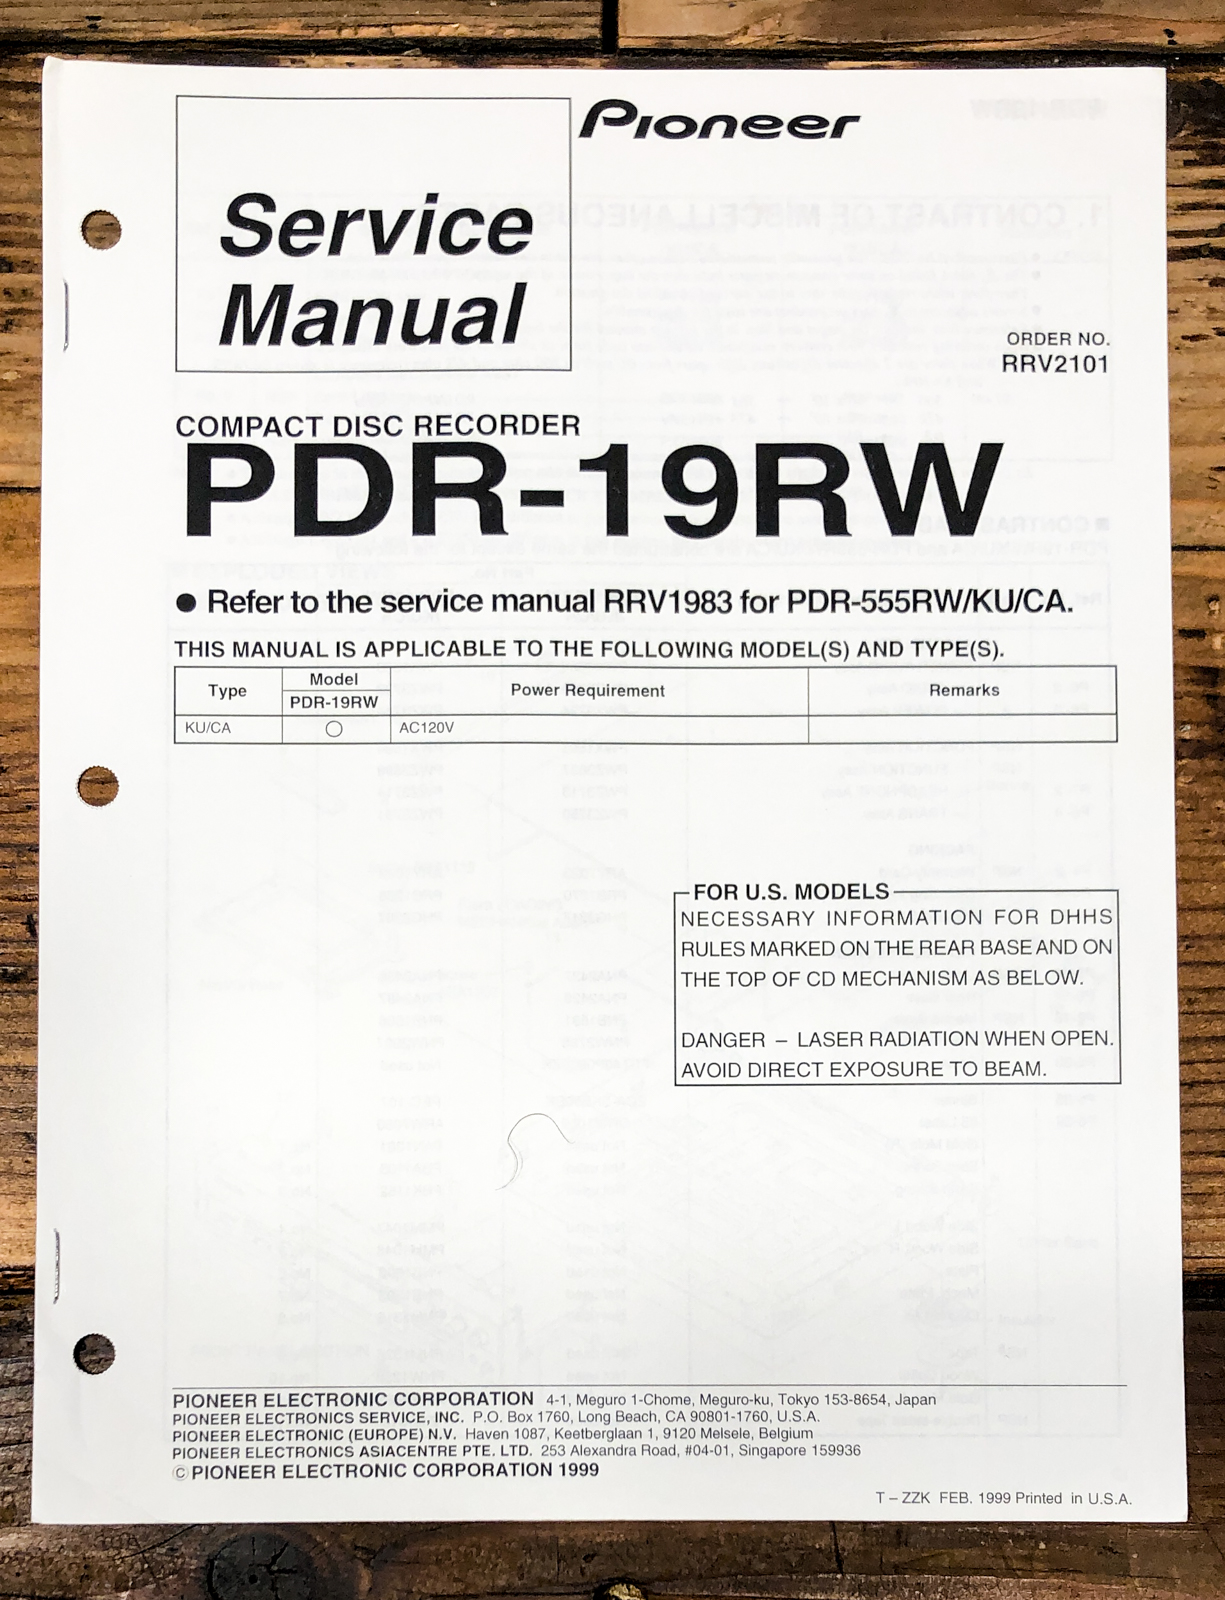 Pioneer
Service
Manual
ORDER NO.
RRV2101
COMPACT DISC RECORDER
PDR-19RW
● Refer to the service manual RRV1983 for PDR-555RW/KU/CA.
THIS MANUAL IS APPLICABLE TO THE FOLLOWING MODEL(S) AND TYPE(S).
Type Model Power Requirement Remarks
PDR-19RW
KU/CA ○ AC120V
FOR U.S. MODELS
NECESSARY INFORMATION FOR DHHS
RULES MARKED ON THE REAR BASE AND ON
THE TOP OF CD MECHANISM AS BELOW.
DANGER – LASER RADIATION WHEN OPEN.
AVOID DIRECT EXPOSURE TO BEAM.
PIONEER ELECTRONIC CORPORATION 4-1, Meguro 1-Chome, Meguro-ku, Tokyo 153-8654, Japan
PIONEER ELECTRONICS SERVICE, INC. P.O. Box 1760, Long Beach, CA 90801-1760, U.S.A.
PIONEER ELECTRONIC (EUROPE) N.V. Haven 1087, Keetberglaan 1, 9120 Melsele, Belgium
PIONEER ELECTRONICS ASIACENTRE PTE. LTD. 253 Alexandra Road, #04-01, Singapore 159936
© PIONEER ELECTRONIC CORPORATION 1999
T – ZZK FEB. 1999 Printed in U.S.A.